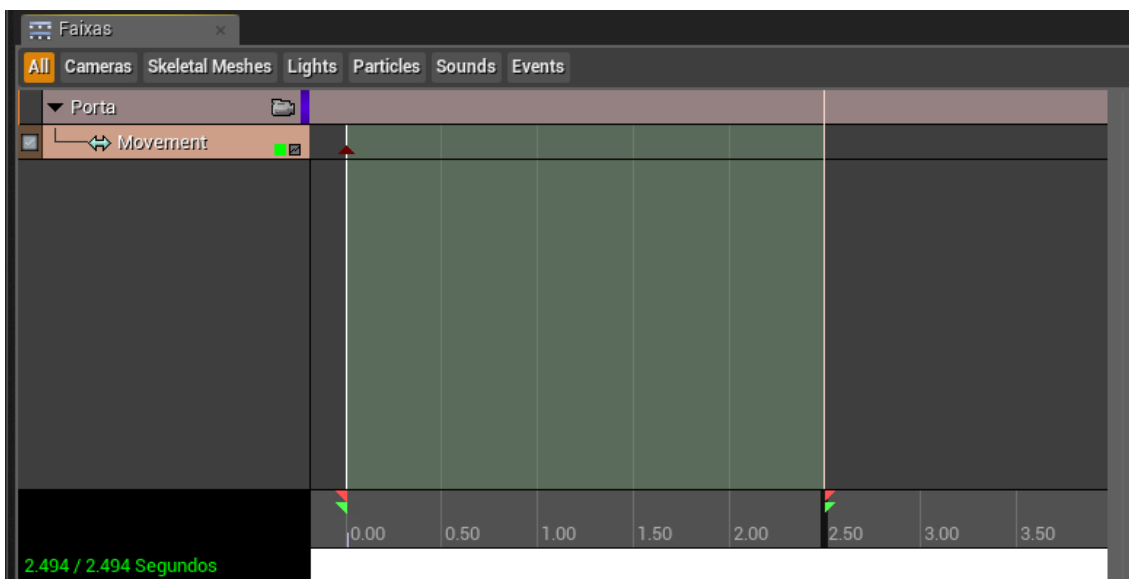 Faixas
All Cameras Skeletal Meshes Lights Particles Sounds Events
Porta
Movement
0.00 0.50 1.00 1.50 2.00 2.50 3.00 3.50
2.494 / 2.494 Segundos